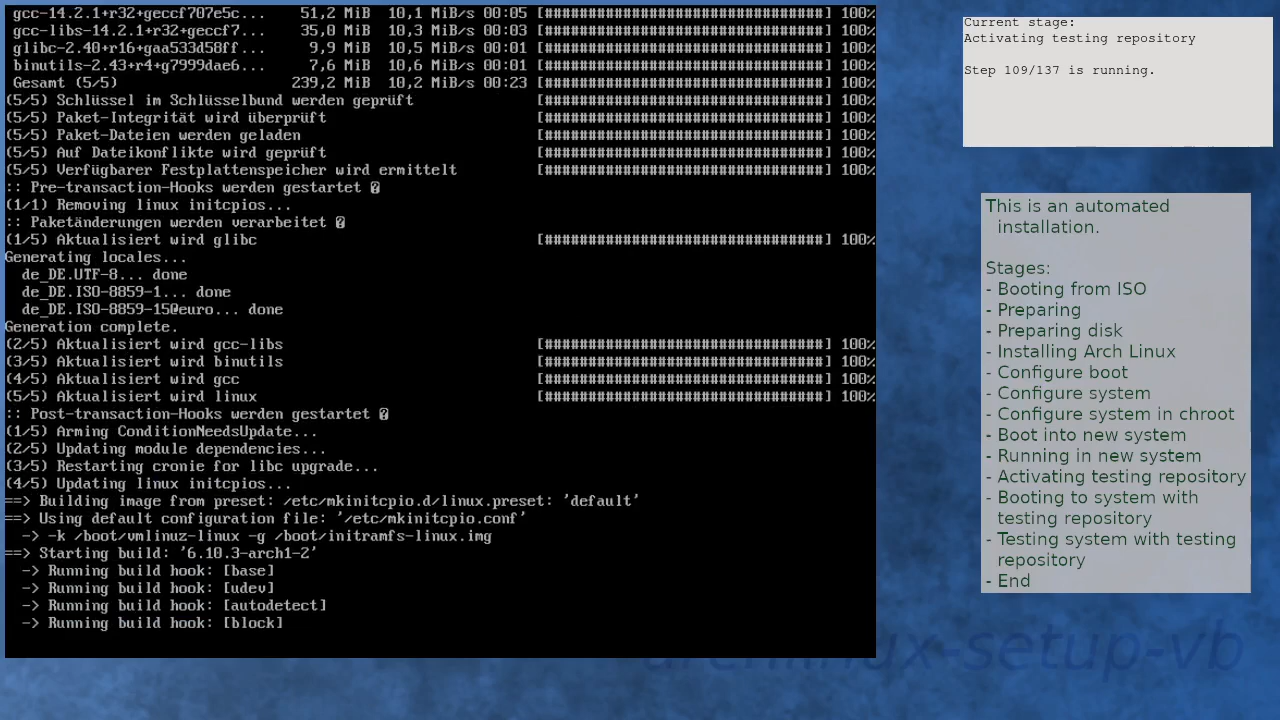 gcc-14.2.1+r32+geccf707e5c... 51,2 MiB 10,1 MiB/s 00:05 [################################] 100%
gcc-libs-14.2.1+r32+geccf7... 35,0 MiB 10,3 MiB/s 00:03 [################################] 100%
glibc-2.40+r16+gaa533d58ff... 9,9 MiB 10,5 MiB/s 00:01 [################################] 100%
binutils-2.43+r4+g7999dae6... 7,6 MiB 10,6 MiB/s 00:01 [################################] 100%
Gesamt (5/5) 239,2 MiB 10,2 MiB/s 00:23 [################################] 100%
(5/5) Schlüssel im Schlüsselbund werden geprüft [################################] 100%
(5/5) Paket-Integrität wird überprüft [################################] 100%
(5/5) Paket-Dateien werden geladen [################################] 100%
(5/5) Auf Dateikonflikte wird geprüft [################################] 100%
(5/5) Verfügbarer Festplattenspeicher wird ermittelt [################################] 100%
:: Pre-transaction-Hooks werden gestartet �
(1/1) Removing linux initcpios...
:: Paketänderungen werden verarbeitet �
(1/5) Aktualisiert wird glibc [################################] 100%
Generating locales...
de_DE.UTF-8... done
de_DE.ISO-8859-1... done
de_DE.ISO-8859-15@euro... done
Generation complete.
(2/5) Aktualisiert wird gcc-libs [################################] 100%
(3/5) Aktualisiert wird binutils [################################] 100%
(4/5) Aktualisiert wird gcc [################################] 100%
(5/5) Aktualisiert wird linux [################################] 100%
:: Post-transaction-Hooks werden gestartet �
(1/5) Arming ConditionNeedsUpdate...
(2/5) Updating module dependencies...
(3/5) Restarting cronie for libc upgrade...
(4/5) Updating linux initcpios...
==> Building image from preset: /etc/mkinitcpio.d/linux.preset: 'default'
==> Using default configuration file: '/etc/mkinitcpio.conf'
-> -k /boot/vmlinuz-linux -g /boot/initramfs-linux.img
==> Starting build: '6.10.3-arch1-2'
-> Running build hook: [base]
-> Running build hook: [udev]
-> Running build hook: [autodetect]
-> Running build hook: [block]
Current stage:
Activating testing repository
Step 109/137 is running.
This is an automated
installation.
Stages:
- Booting from ISO
- Preparing
- Preparing disk
- Installing Arch Linux
- Configure boot
- Configure system
- Configure system in chroot
- Boot into new system
- Running in new system
- Activating testing repository
- Booting to system with
testing repository
- Testing system with testing
repository
- End
archlinux-setup-vb